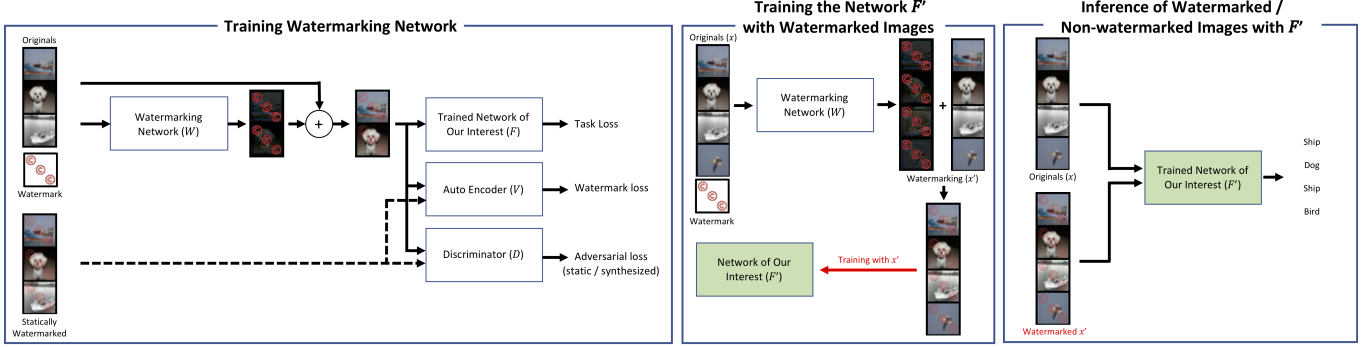 Training Watermarking Network
Originals
Watermarking
Network (W)
+
Trained Network of
Our Interest (F)
Task Loss
Auto Encoder (V)
Watermark loss
Discriminator (D)
Adversarial loss
(static / synthesized)
Watermark
Statically
Watermarked
Training the Network F′
with Watermarked Images
Originals (x)
Watermarking
Network (W)
+
Watermark
Watermarking (x′)
Network of Our
Interest (F′)
Training with x′
Inference of Watermarked /
Non-watermarked Images with F′
Originals (x)
Trained Network of
Our Interest (F′)
Ship
Dog
Ship
Bird
Watermarked x′